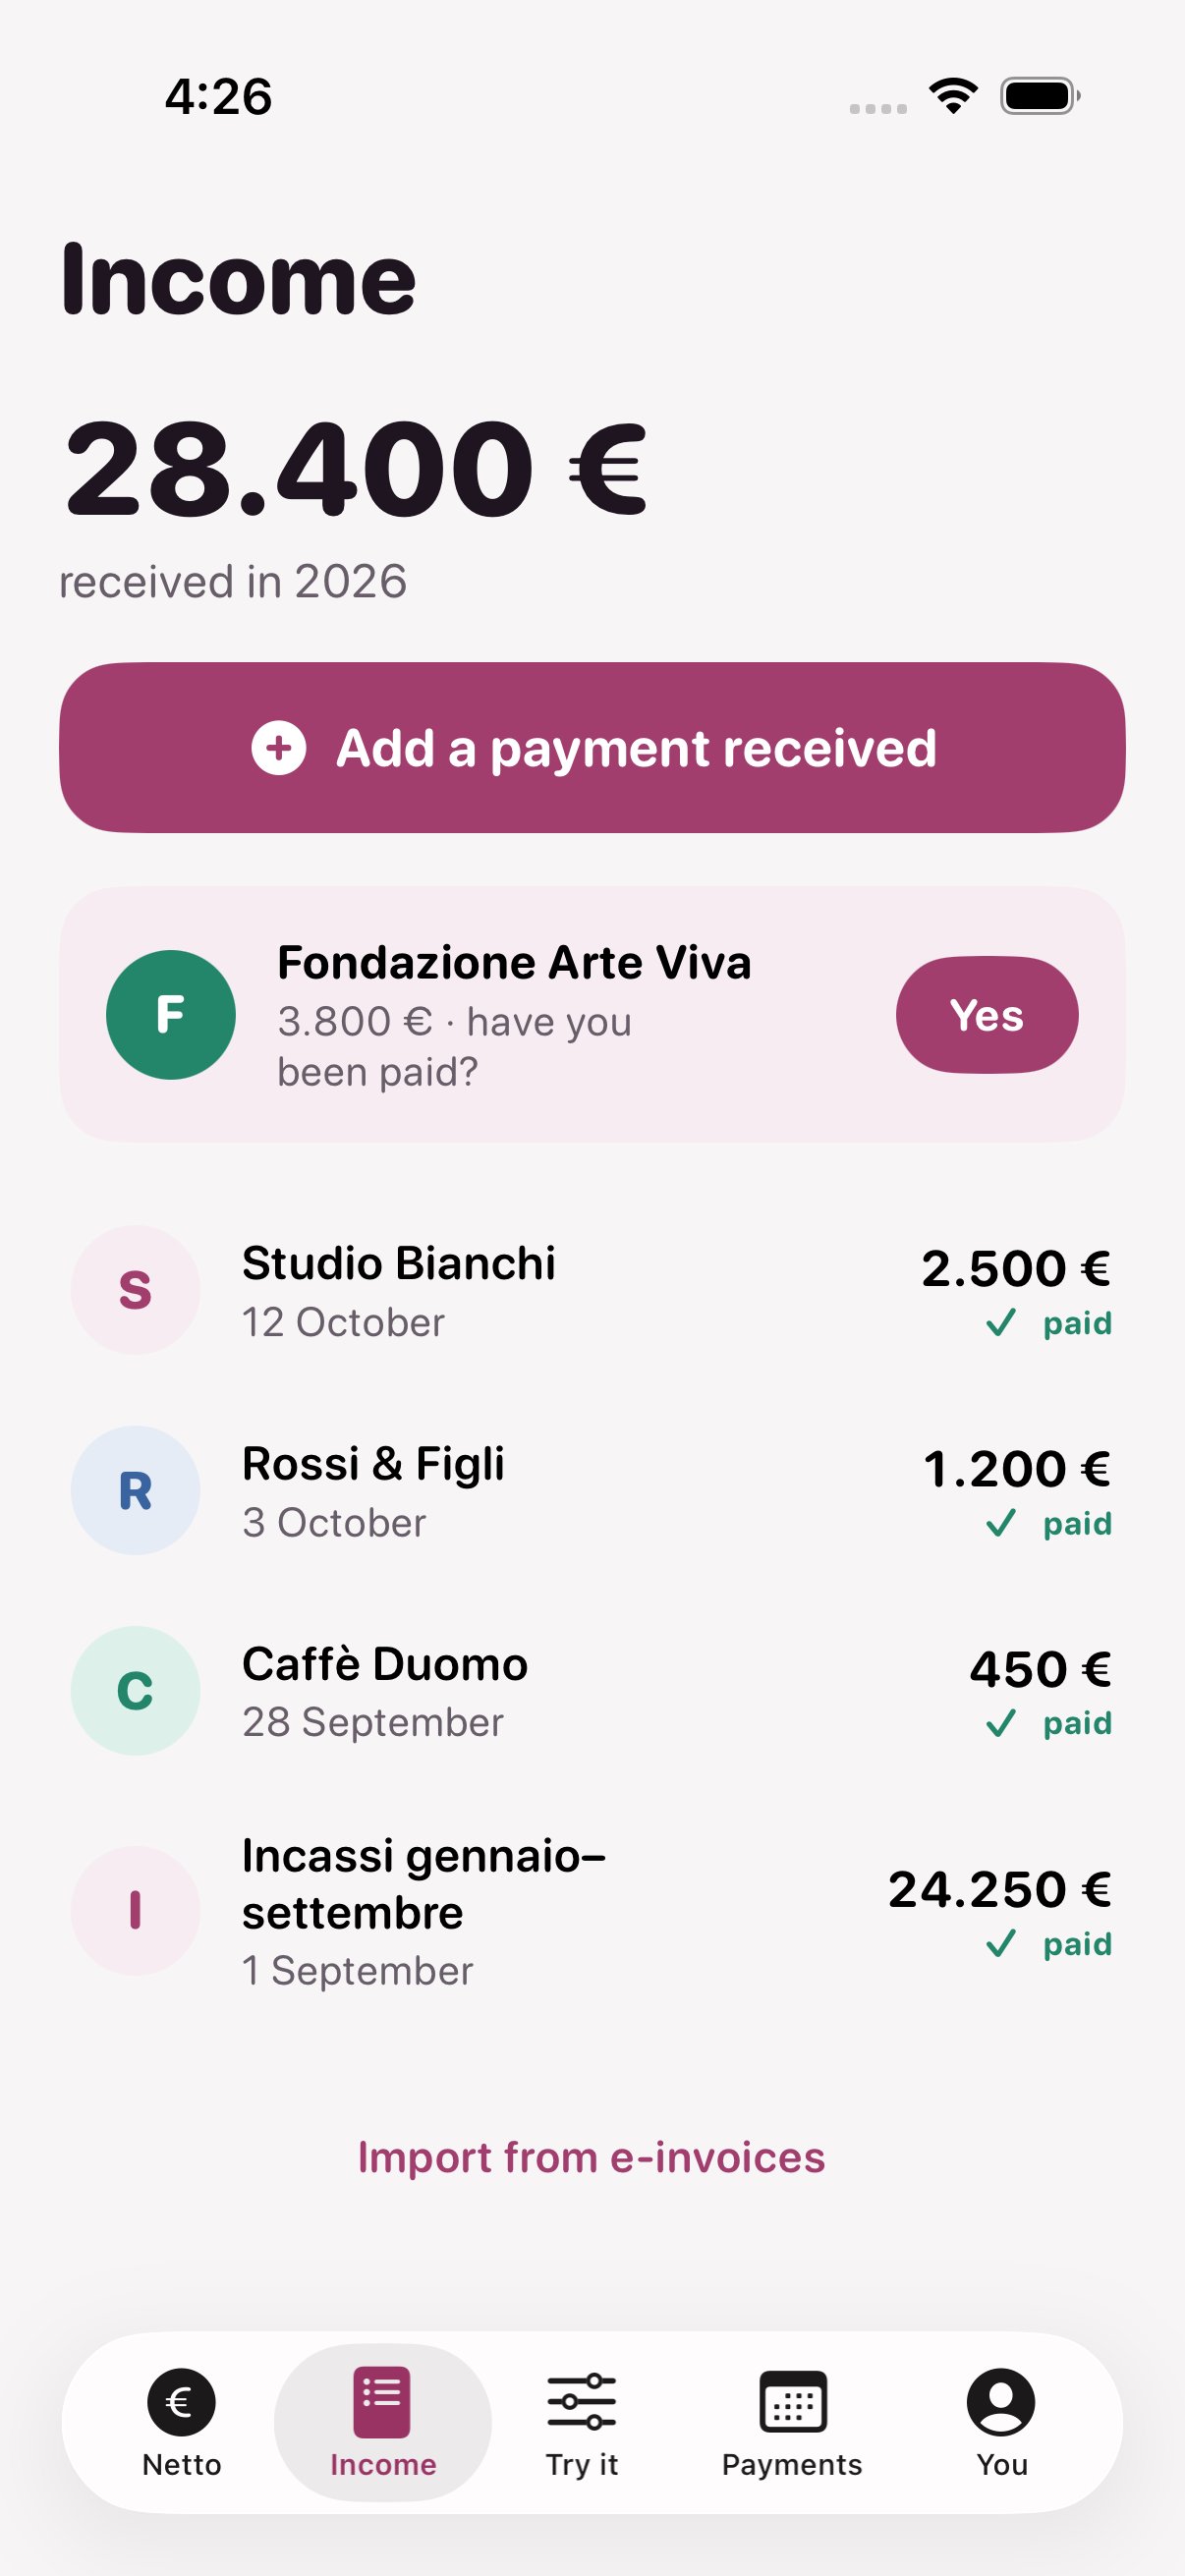 4:26
Income
28.400 €
received in 2026
Add a payment received
F
Fondazione Arte Viva
3.800 € · have you
been paid?
Yes
S
Studio Bianchi
12 October
2.500 €
✓ paid
R
Rossi & Figli
3 October
1.200 €
✓ paid
C
Caffè Duomo
28 September
450 €
✓ paid
I
Incassi gennaio–
settembre
1 September
24.250 €
✓ paid
Import from e-invoices
€
Netto
Income
Try it
Payments
You